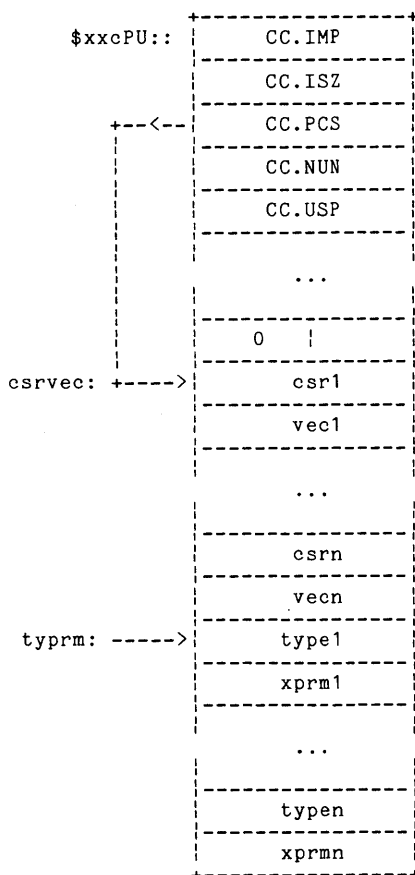 $xxcPU::
CC.IMP
CC.ISZ
CC.PCS
CC.NUN
CC.USP
...
0
csrvec:
csr1
vec1
...
csrn
vecn
typrm:
type1
xprm1
...
typen
xprmn